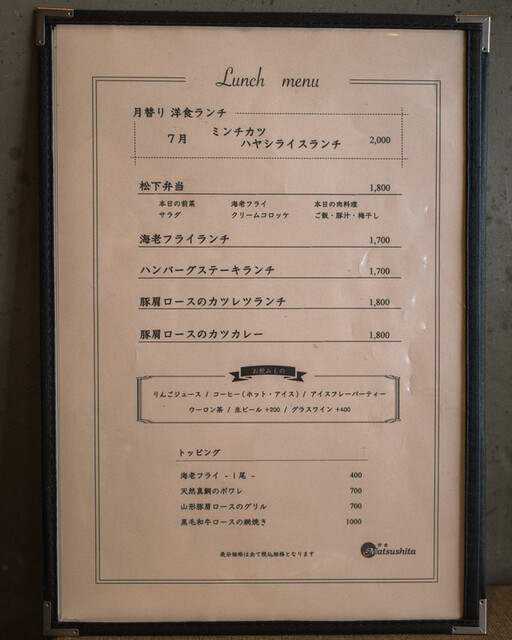 Lunch menu
月替り 洋食ランチ
7月 ミンチカツ
ハヤシライスランチ 2,000
松下弁当 1,800
本日の前菜 海老フライ 本日の肉料理
サラダ クリームコロッケ ご飯・豚汁・梅干し
海老フライランチ 1,700
ハンバーグステーキランチ 1,700
豚肩ロースのカツレツランチ 1,800
豚肩ロースのカツカレー 1,800
お飲みもの
りんごジュース / コーヒー(ホット・アイス) / アイスフレーバーティー
ウーロン茶 / 生ビール +200 / グラスワイン +400
トッピング
海老フライ - 1尾 - 400
天然真鯛のポワレ 700
山形豚肩ロースのグリル 700
黒毛和牛ロースの網焼き 1000
表示価格は全て税込価格となります
洋食
Matsushita